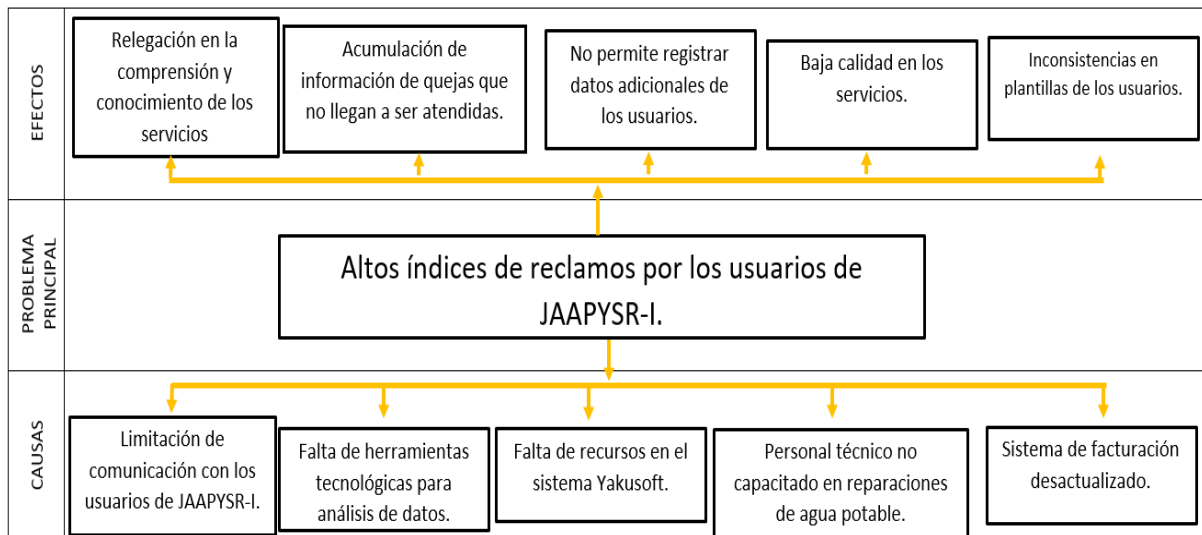 EFECTOS
Relegación en la
comprensión y
conocimiento de los
servicios
Acumulación de
información de quejas que
no llegan a ser atendidas.
No permite registrar
datos adicionales de
los usuarios.
Baja calidad en los
servicios.
Inconsistencias en
plantillas de los usuarios.
PROBLEMA
PRINCIPAL
Altos índices de reclamos por los usuarios de
JAAPYSR-I.
CAUSAS
Limitación de
comunicación con los
usuarios de JAAPYSR-I.
Falta de herramientas
tecnológicas para
análisis de datos.
Falta de recursos en el
sistema Yakusoft.
Personal técnico no
capacitado en reparaciones
de agua potable.
Sistema de facturación
desactualizado.